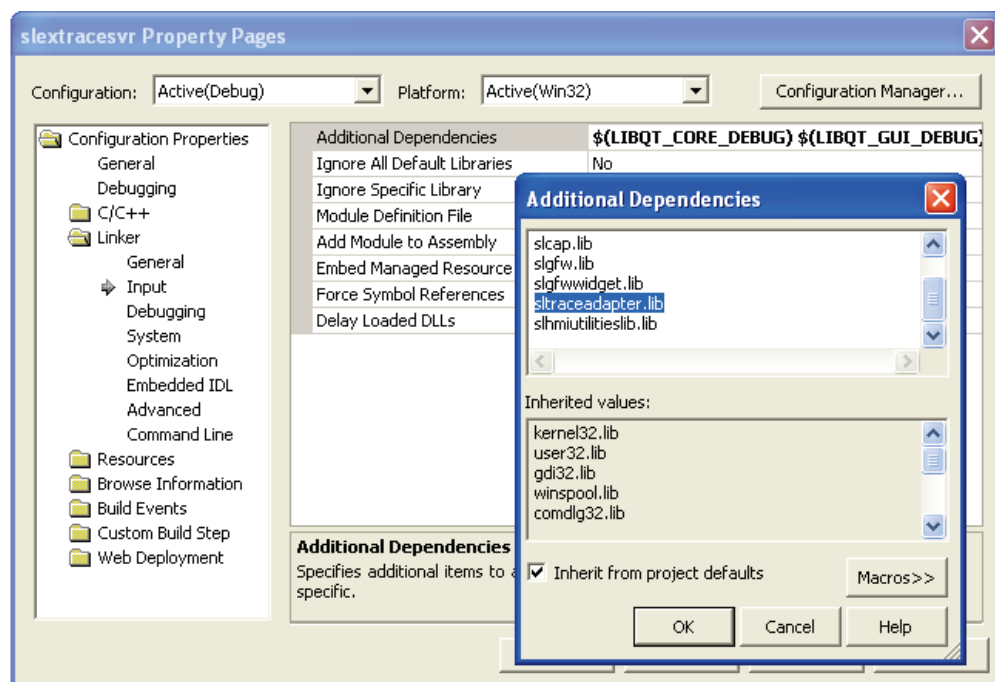 slextracesvr Property Pages
Configuration: Active(Debug) Platform: Active(Win32) Configuration Manager...
Configuration Properties
General
Debugging
C/C++
Linker
General
Input
Debugging
System
Optimization
Embedded IDL
Advanced
Command Line
Resources
Browse Information
Build Events
Custom Build Step
Web Deployment
Additional Dependencies $(LIBQT_CORE_DEBUG) $(LIBQT_GUI_DEBUG)
Ignore All Default Libraries No
Ignore Specific Library
Module Definition File
Add Module to Assembly
Embed Managed Resource
Force Symbol References
Delay Loaded DLLs
Additional Dependencies
Specifies additional items to a
specific.
Additional Dependencies
slcap.lib
slgfw.lib
slgfwwidget.lib
sltraceadapter.lib
slhmiutilitieslib.lib
Inherited values:
kernel32.lib
user32.lib
gdi32.lib
winspool.lib
comdlg32.lib
Inherit from project defaults
Macros>>
OK Cancel Help